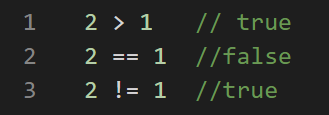 1 2 > 1 // true
2 2 == 1 //false
3 2 != 1 //true